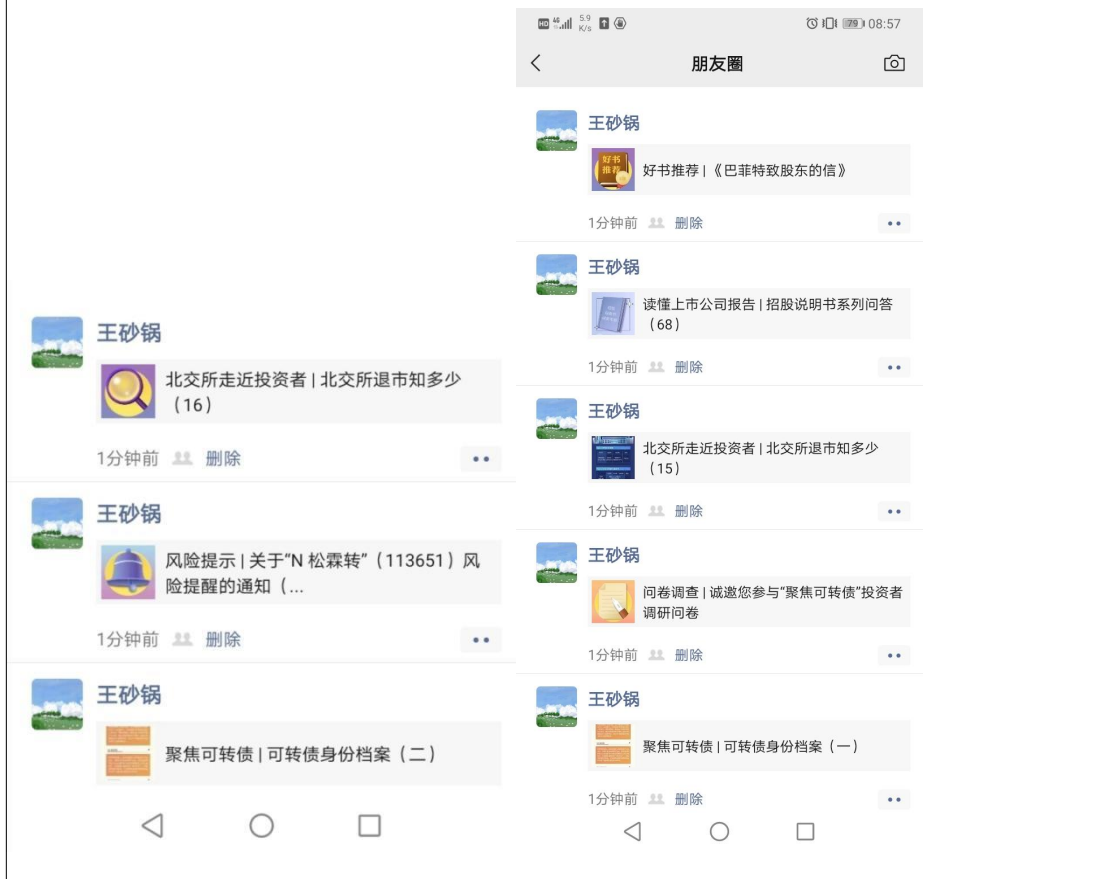 王砂锅
北交所走近投资者 | 北交所退市知多少
（16）
1分钟前 删除
王砂锅
风险提示 | 关于“N 松霖转”（113651）风
险提醒的通知（...
1分钟前 删除
王砂锅
聚焦可转债 | 可转债身份档案（二）
HD 4G 5.9 K/s 79 08:57
朋友圈
王砂锅
好书
推荐
好书推荐 | 《巴菲特致股东的信》
1分钟前 删除
王砂锅
读懂上市公司报告 | 招股说明书系列问答
（68）
1分钟前 删除
王砂锅
北交所走近投资者 | 北交所退市知多少
（15）
1分钟前 删除
王砂锅
问卷调查 | 诚邀您参与“聚焦可转债”投资者
调研问卷
1分钟前 删除
王砂锅
聚焦可转债 | 可转债身份档案（一）
1分钟前 删除